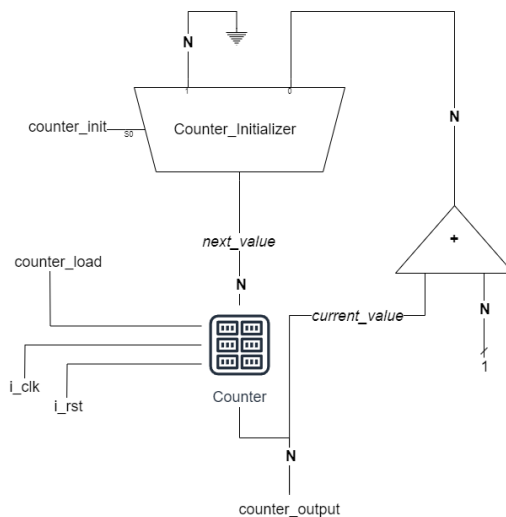 N
1
0
counter_init
S0
Counter_Initializer
N
+
next_value
N
counter_load
current_value
N
i_clk
i_rst
Counter
1
N
counter_output